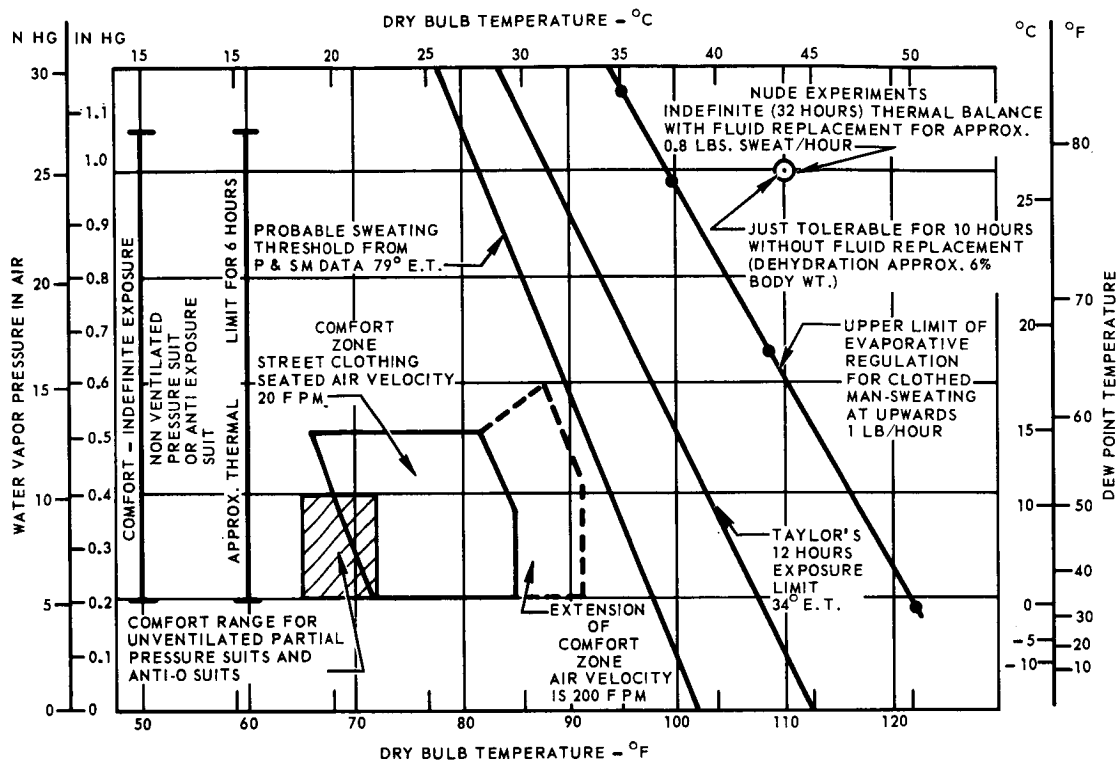 DRY BULB TEMPERATURE – °C
N HG
IN HG
15
15
20
25
30
35
40
45
50
°C
°F
30
25
20
15
10
5
0
1.1
1.0
0.9
0.8
0.7
0.6
0.5
0.4
0.3
0.2
0.1
0
WATER VAPOR PRESSURE IN AIR
COMFORT – INDEFINITE EXPOSURE
NON VENTILATED
PRESSURE SUIT
OR ANTI EXPOSURE
SUIT
APPROX. THERMAL LIMIT FOR 6 HOURS
PROBABLE SWEATING
THRESHOLD FROM
P & SM DATA 79° E.T.
COMFORT
ZONE
STREET CLOTHING
SEATED AIR VELOCITY
20 F PM
NUDE EXPERIMENTS
INDEFINITE (32 HOURS) THERMAL BALANCE
WITH FLUID REPLACEMENT FOR APPROX.
0.8 LBS. SWEAT/HOUR
JUST TOLERABLE FOR 10 HOURS
WITHOUT FLUID REPLACEMENT
(DEHYDRATION APPROX. 6%
BODY WT.)
UPPER LIMIT OF
EVAPORATIVE
REGULATION
FOR CLOTHED
MAN-SWEATING
AT UPWARDS
1 LB/HOUR
TAYLOR'S
12 HOURS
EXPOSURE
LIMIT
34° E.T.
COMFORT RANGE FOR
UNVENTILATED PARTIAL
PRESSURE SUITS AND
ANTI-O SUITS
EXTENSION
OF
COMFORT
ZONE
AIR VELOCITY
IS 200 F PM
25
20
15
10
0
-5
-10
80
70
60
50
40
30
20
10
DEW POINT TEMPERATURE
50
60
70
80
90
100
110
120
DRY BULB TEMPERATURE – °F